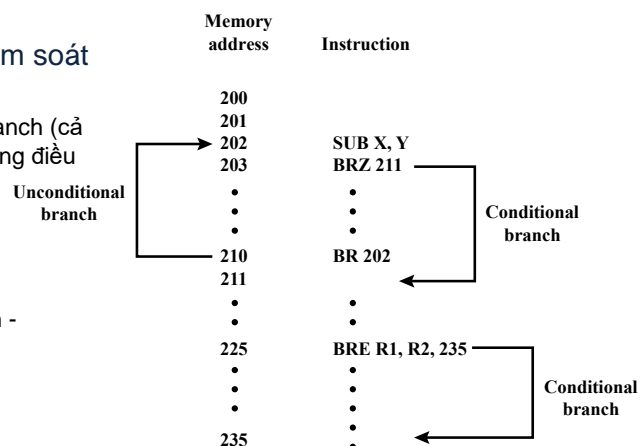 m soát
anch (cả
ng điều
-
Memory
address Instruction
200
201
202 SUB X, Y
203 BRZ 211
Unconditional
branch
•
•
•
•
•
•
Conditional
branch
210 BR 202
211
•
•
•
•
225 BRE R1, R2, 235
•
•
•
•
•
•
•
Conditional
branch
235